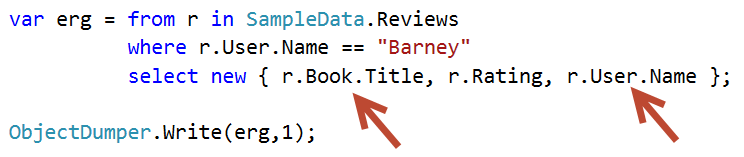 var erg = from r in SampleData.Reviews
where r.User.Name == "Barney"
select new { r.Book.Title, r.Rating, r.User.Name };
ObjectDumper.Write(erg,1);